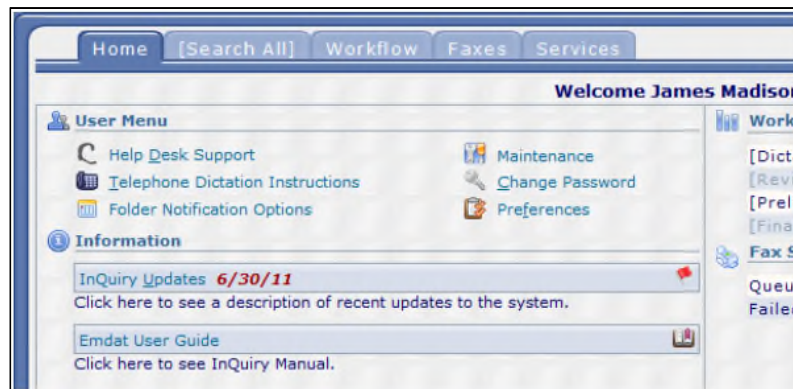 Home [Search All] Workflow Faxes Services
Welcome James Madison
User Menu
Help Desk Support
Telephone Dictation Instructions
Folder Notification Options
Maintenance
Change Password
Preferences
Information
InQuiry Updates 6/30/11
Click here to see a description of recent updates to the system.
Emdat User Guide
Click here to see InQuiry Manual.
Work
[Dict
[Revi
[Prel
[Fina
Fax S
Queu
Faile